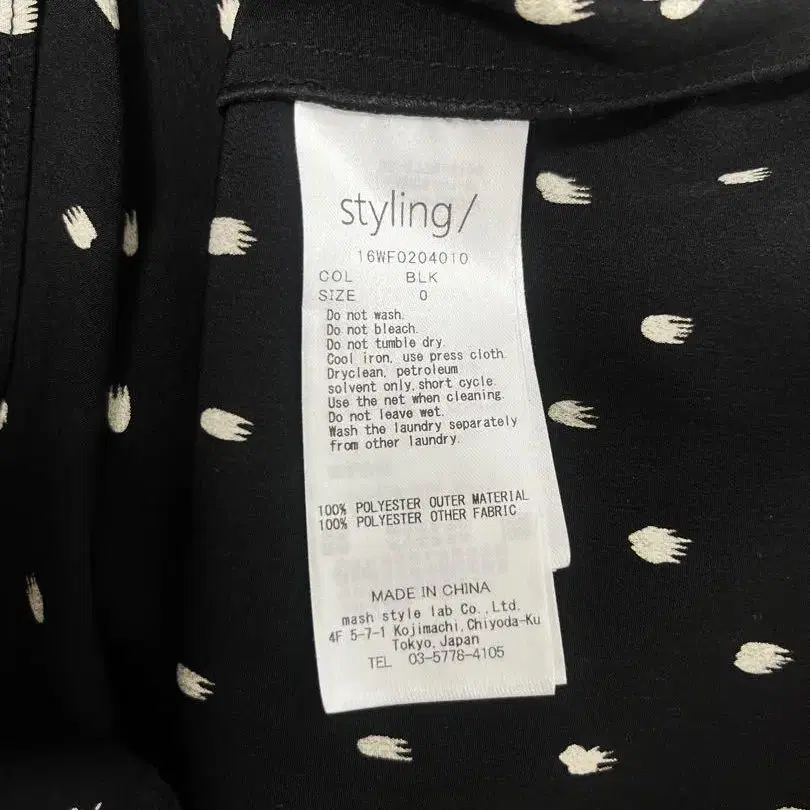 styling/
16WF0204010
COL BLK
SIZE 0
Do not wash.
Do not bleach.
Do not tumble dry.
Cool iron, use press cloth.
Dryclean, petroleum
solvent only, short cycle.
Use the net when cleaning.
Do not leave wet.
Wash the laundry separately
from other laundry.
100% POLYESTER OUTER MATERIAL
100% POLYESTER OTHER FABRIC
MADE IN CHINA
mash style lab Co., Ltd.
4F 5-7-1 Kojimachi, Chiyoda-Ku
Tokyo, Japan
TEL 03-5778-4105